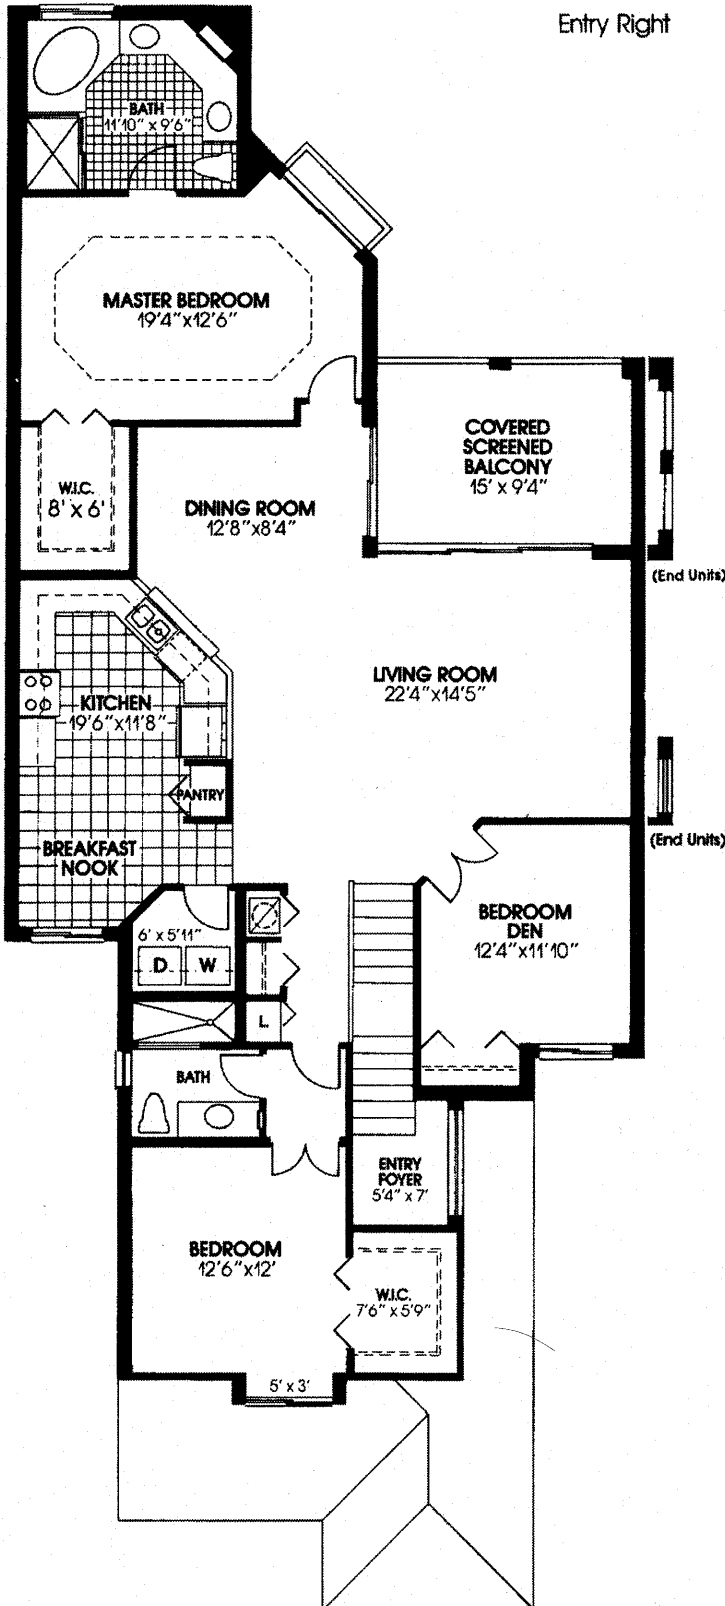 Entry Right
BATH
11'10" x 9'6"
MASTER BEDROOM
19'4"x12'6"
COVERED
SCREENED
BALCONY
15' x 9'4"
W.I.C.
8' x 6'
DINING ROOM
12'8"x8'4"
(End Units)
LIVING ROOM
22'4"x14'5"
KITCHEN
19'6"x11'8"
PANTRY
(End Units)
BREAKFAST
NOOK
BEDROOM
DEN
12'4"x11'10"
6' x 5'11"
D W
L
BATH
ENTRY
FOYER
5'4" x 7'
BEDROOM
12'6"x12'
W.I.C.
7'6" x 5'9"
5' x 3'